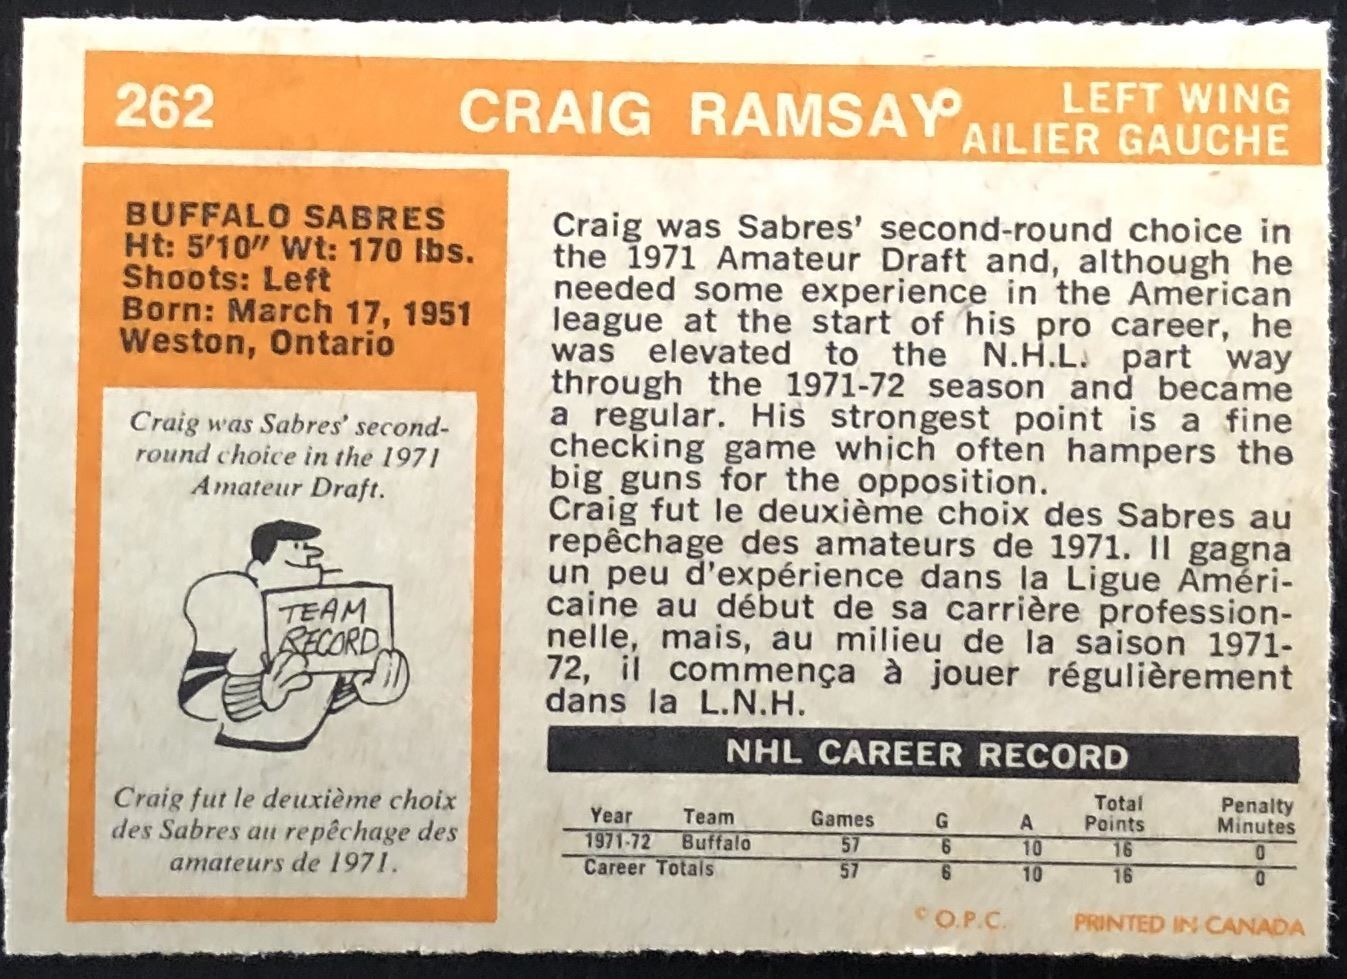 262
CRAIG RAMSAY
LEFT WING
AILIER GAUCHE
BUFFALO SABRES
Ht: 5'10" Wt: 170 lbs.
Shoots: Left
Born: March 17, 1951
Weston, Ontario
Craig was Sabres' second-
round choice in the 1971
Amateur Draft.
TEAM
RECORD
Craig fut le deuxième choix
des Sabres au repêchage des
amateurs de 1971.
Craig was Sabres' second-round choice in
the 1971 Amateur Draft and, although he
needed some experience in the American
league at the start of his pro career, he
was elevated to the N.H.L. part way
through the 1971-72 season and became
a regular. His strongest point is a fine
checking game which often hampers the
big guns for the opposition.
Craig fut le deuxième choix des Sabres au
repêchage des amateurs de 1971. Il gagna
un peu d'expérience dans la Ligue Améri-
caine au début de sa carrière profession-
nelle, mais, au milieu de la saison 1971-
72, il commença à jouer régulièrement
dans la L.N.H.
NHL CAREER RECORD
Year Team Games G A Total Points Penalty Minutes
1971-72 Buffalo 57 6 10 16 0
Career Totals 57 6 10 16 0
© O.P.C. PRINTED IN CANADA